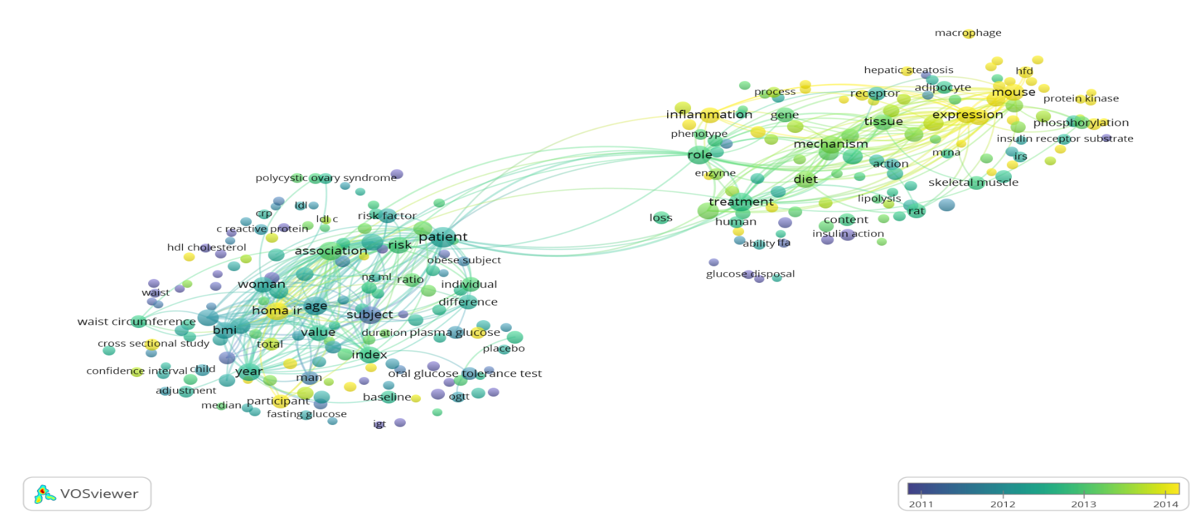 macrophage
hepatic steatosis
hfd
process
receptor
adipocyte
mouse
protein kinase
inflammation
gene
tissue
expression
phosphorylation
phenotype
mechanism
insulin receptor substrate
role
action
mrna
irs
enzyme
diet
skeletal muscle
polycystic ovary syndrome
treatment
lipolysis
ldl
crp
ldl c
risk factor
loss
human
content
rat
c reactive protein
patient
insulin action
hdl cholesterol
association
risk
ability
ffa
obese subject
glucose disposal
woman
ng ml
ratio
individual
waist
difference
homa ir
age
subject
waist circumference
bmi
value
duration
plasma glucose
cross sectional study
total
index
placebo
confidence interval
child
year
man
oral glucose tolerance test
adjustment
median
participant
baseline
ogtt
fasting glucose
igt
VOSviewer
2011
2012
2013
2014